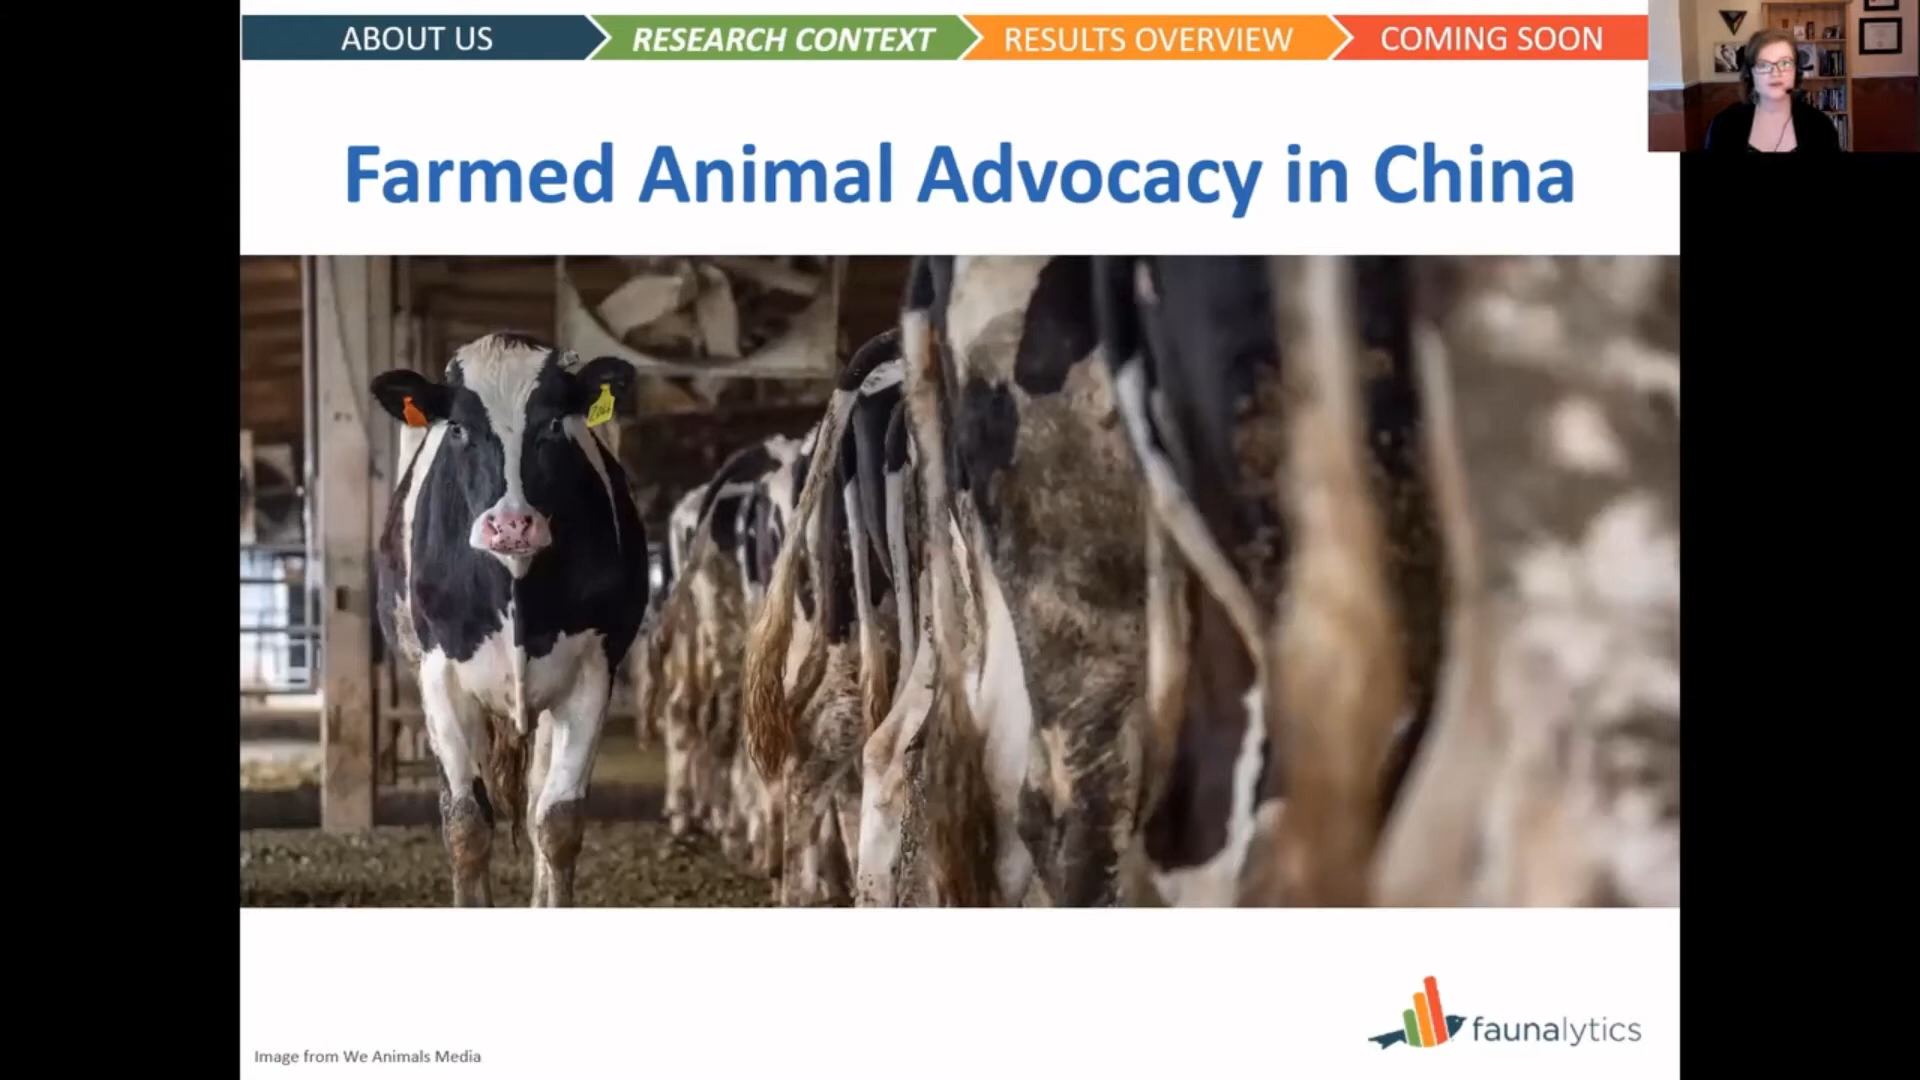 ABOUT US
RESEARCH CONTEXT
RESULTS OVERVIEW
COMING SOON
Farmed Animal Advocacy in China
faunalytics
Image from We Animals Media